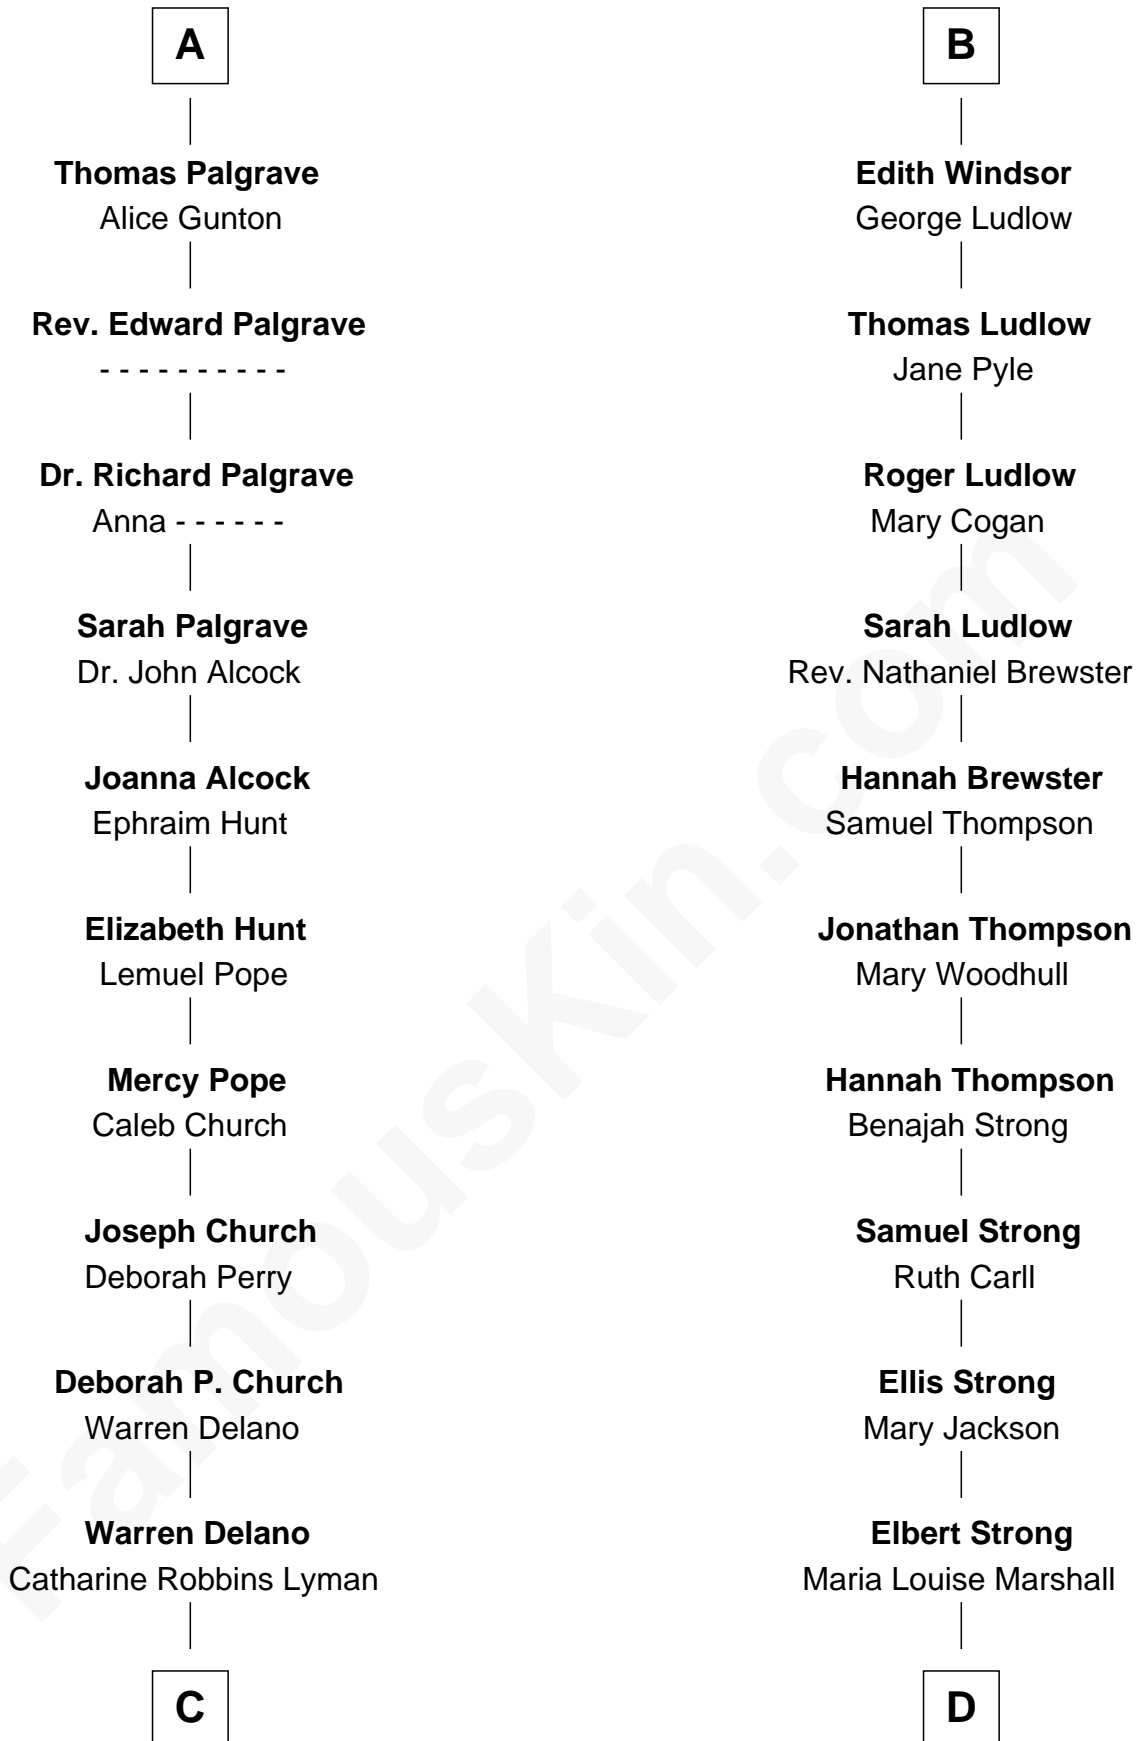 A
Thomas Palgrave
Alice Gunton
Rev. Edward Palgrave
- - - - - - - - - -
Dr. Richard Palgrave
Anna - - - - - -
Sarah Palgrave
Dr. John Alcock
Joanna Alcock
Ephraim Hunt
Elizabeth Hunt
Lemuel Pope
Mercy Pope
Caleb Church
Joseph Church
Deborah Perry
Deborah P. Church
Warren Delano
Warren Delano
Catharine Robbins Lyman
C
B
Edith Windsor
George Ludlow
Thomas Ludlow
Jane Pyle
Roger Ludlow
Mary Cogan
Sarah Ludlow
Rev. Nathaniel Brewster
Hannah Brewster
Samuel Thompson
Jonathan Thompson
Mary Woodhull
Hannah Thompson
Benajah Strong
Samuel Strong
Ruth Carll
Ellis Strong
Mary Jackson
Elbert Strong
Maria Louise Marshall
D
FamousKin.com